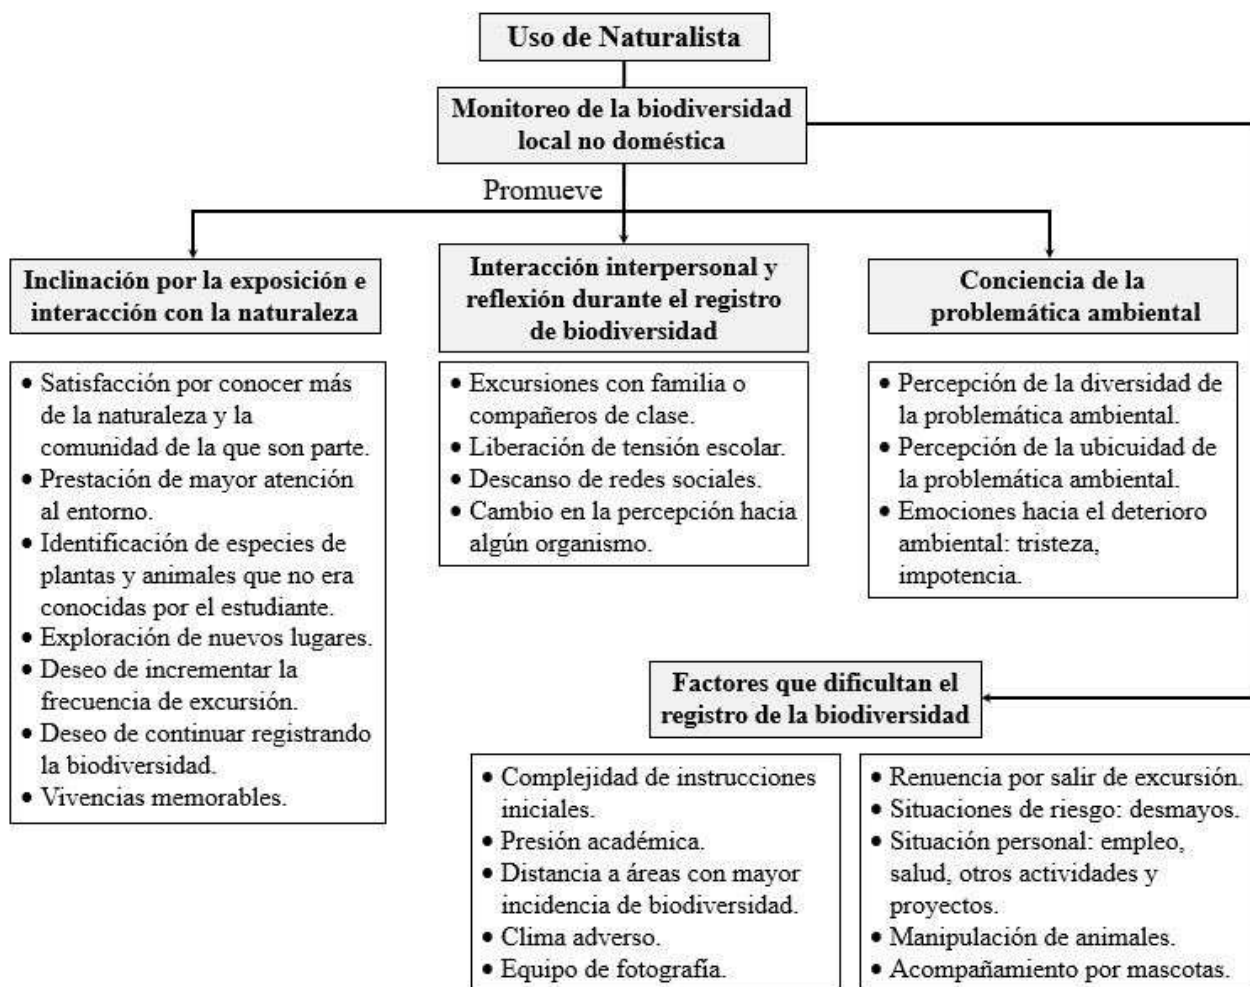 Uso de Naturalista
Monitoreo de la biodiversidad
local no doméstica
Promueve
Inclinación por la exposición e
interacción con la naturaleza
• Satisfacción por conocer más
de la naturaleza y la
comunidad de la que son parte.
• Prestación de mayor atención
al entorno.
• Identificación de especies de
plantas y animales que no era
conocidas por el estudiante.
• Exploración de nuevos lugares.
• Deseo de incrementar la
frecuencia de excursión.
• Deseo de continuar registrando
la biodiversidad.
• Vivencias memorables.
Interacción interpersonal y
reflexión durante el registro
de biodiversidad
• Excursiones con familia o
compañeros de clase.
• Liberación de tensión escolar.
• Descanso de redes sociales.
• Cambio en la percepción hacia
algún organismo.
Conciencia de la
problemática ambiental
• Percepción de la diversidad de
la problemática ambiental.
• Percepción de la ubicuidad de
la problemática ambiental.
• Emociones hacia el deterioro
ambiental: tristeza,
impotencia.
Factores que dificultan el
registro de la biodiversidad
• Complejidad de instrucciones
iniciales.
• Presión académica.
• Distancia a áreas con mayor
incidencia de biodiversidad.
• Clima adverso.
• Equipo de fotografía.
• Renuencia por salir de excursión.
• Situaciones de riesgo: desmayos.
• Situación personal: empleo,
salud, otros actividades y
proyectos.
• Manipulación de animales.
• Acompañamiento por mascotas.